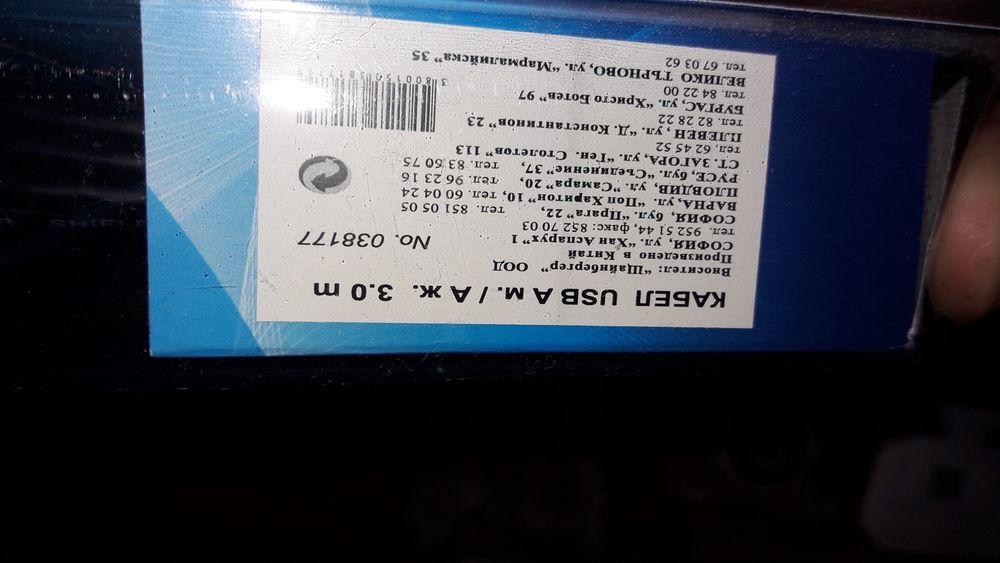 КАБЕЛ USB A м. / А ж. 3.0 m
Вносител: "Щайнбергер" ООД
Произведено в Китай
СОФИЯ, ул. "Хан Аспарух" 1
952 51 44, факс: 852 70 03
No. 038177
СОФИЯ, бул. "Прага" 22, тел. 851 05 05
ВАРНА, ул. "Поп Харитон" 10, тел. 60 04 24
ПЛОВДИВ, ул. "Самара" 20, тел. 96 23 16
РУСЕ, бул. "Съединение" 37, тел. 83 50 75
СТ. ЗАГОРА, ул. "Ген. Столетов" 113
тел. 62 45 52
ПЛЕВЕН, ул. "Д. Константинов" 23
тел. 82 28 22
БУРГАС, ул. "Христо Ботев" 97
тел. 84 22 00
ВЕЛИКО ТЪРНОВО, ул. "Мармалийска" 35
тел. 67 03 62